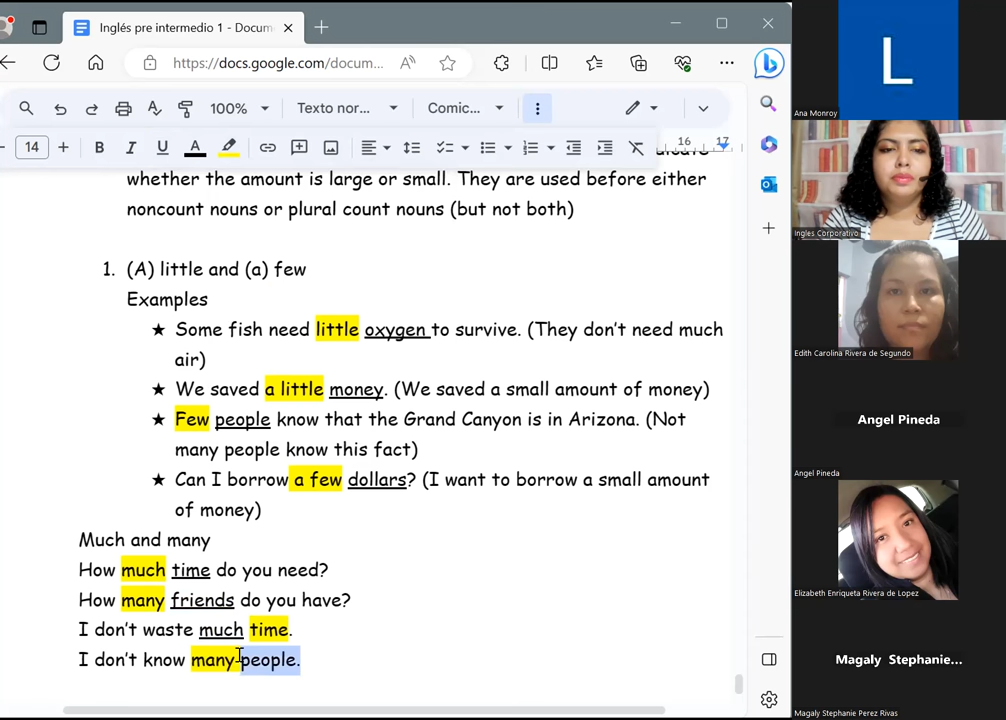 Inglés pre intermedio 1 - Docum
https://docs.google.com/docum...
100%
Texto nor...
Comic...
14
16
17
whether the amount is large or small. They are used before either
noncount nouns or plural count nouns (but not both)
1. (A) little and (a) few
Examples
★ Some fish need little oxygen to survive. (They don't need much
air)
★ We saved a little money. (We saved a small amount of money)
★ Few people know that the Grand Canyon is in Arizona. (Not
many people know this fact)
★ Can I borrow a few dollars? (I want to borrow a small amount
of money)
Much and many
How much time do you need?
How many friends do you have?
I don't waste much time.
I don't know many people.
L
Ana Monroy
Ingles Corporativo
Edith Carolina Rivera de Segundo
Angel Pineda
Angel Pineda
Elizabeth Enriqueta Rivera de Lopez
Magaly Stephanie...
Magaly Stephanie Perez Rivas